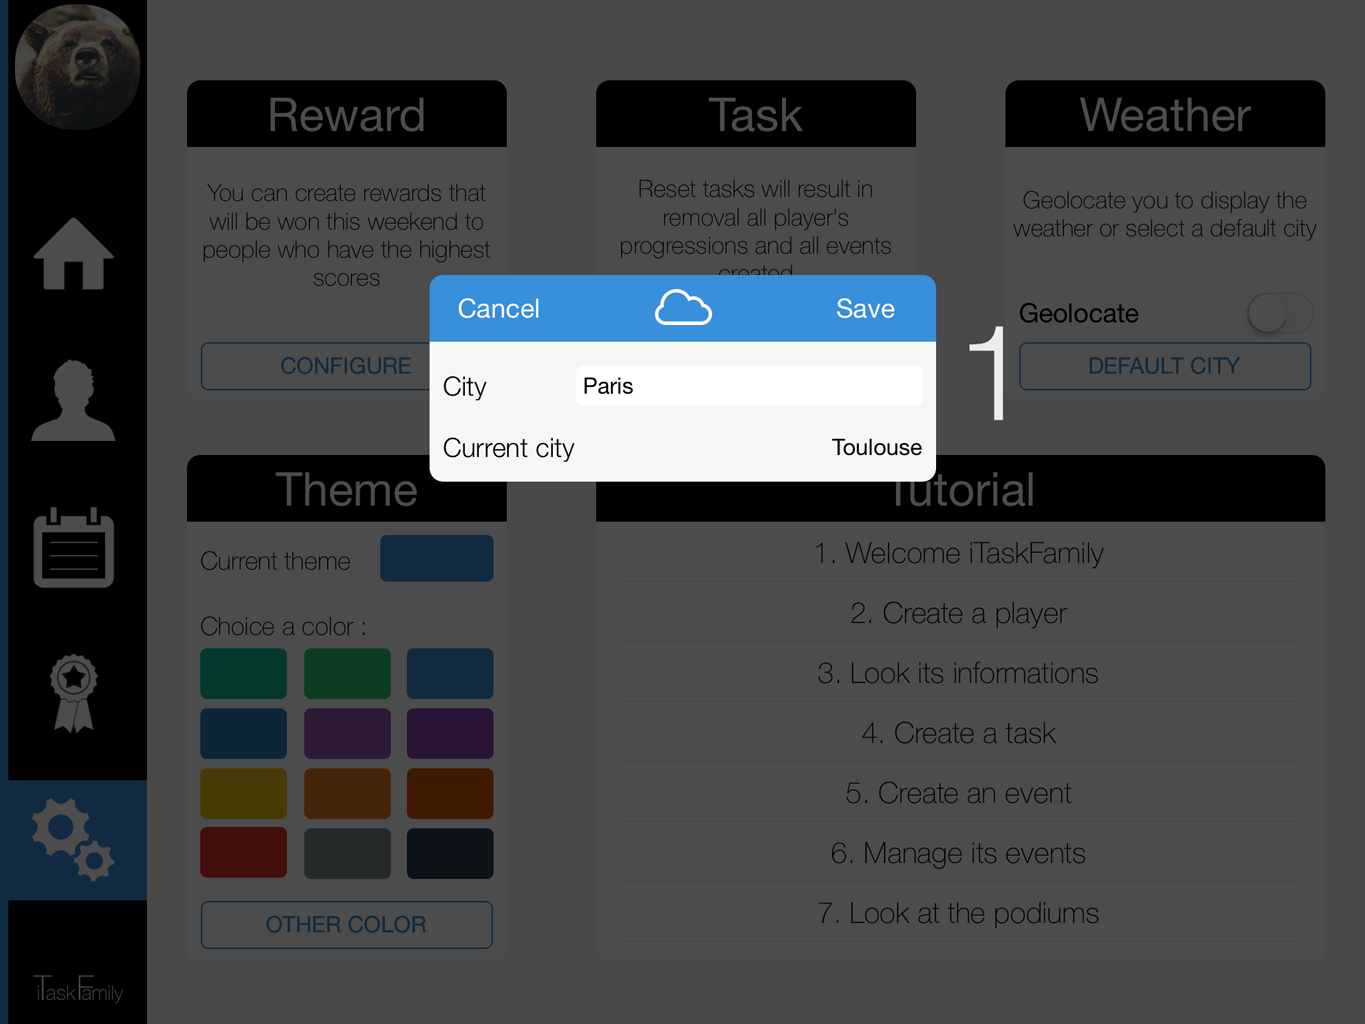 Reward
You can create rewards that
will be won this weekend to
people who have the highest
scores
CONFIGURE
Task
Reset tasks will result in
removal all player's
progressions and all events
created
Weather
Geolocate you to display the
weather or select a default city
Geolocate
DEFAULT CITY
Cancel
Save
City
Paris
Current city
Toulouse
1
Theme
Current theme
Choice a color :
OTHER COLOR
Tutorial
1. Welcome iTaskFamily
2. Create a player
3. Look its informations
4. Create a task
5. Create an event
6. Manage its events
7. Look at the podiums
iTaskFamily